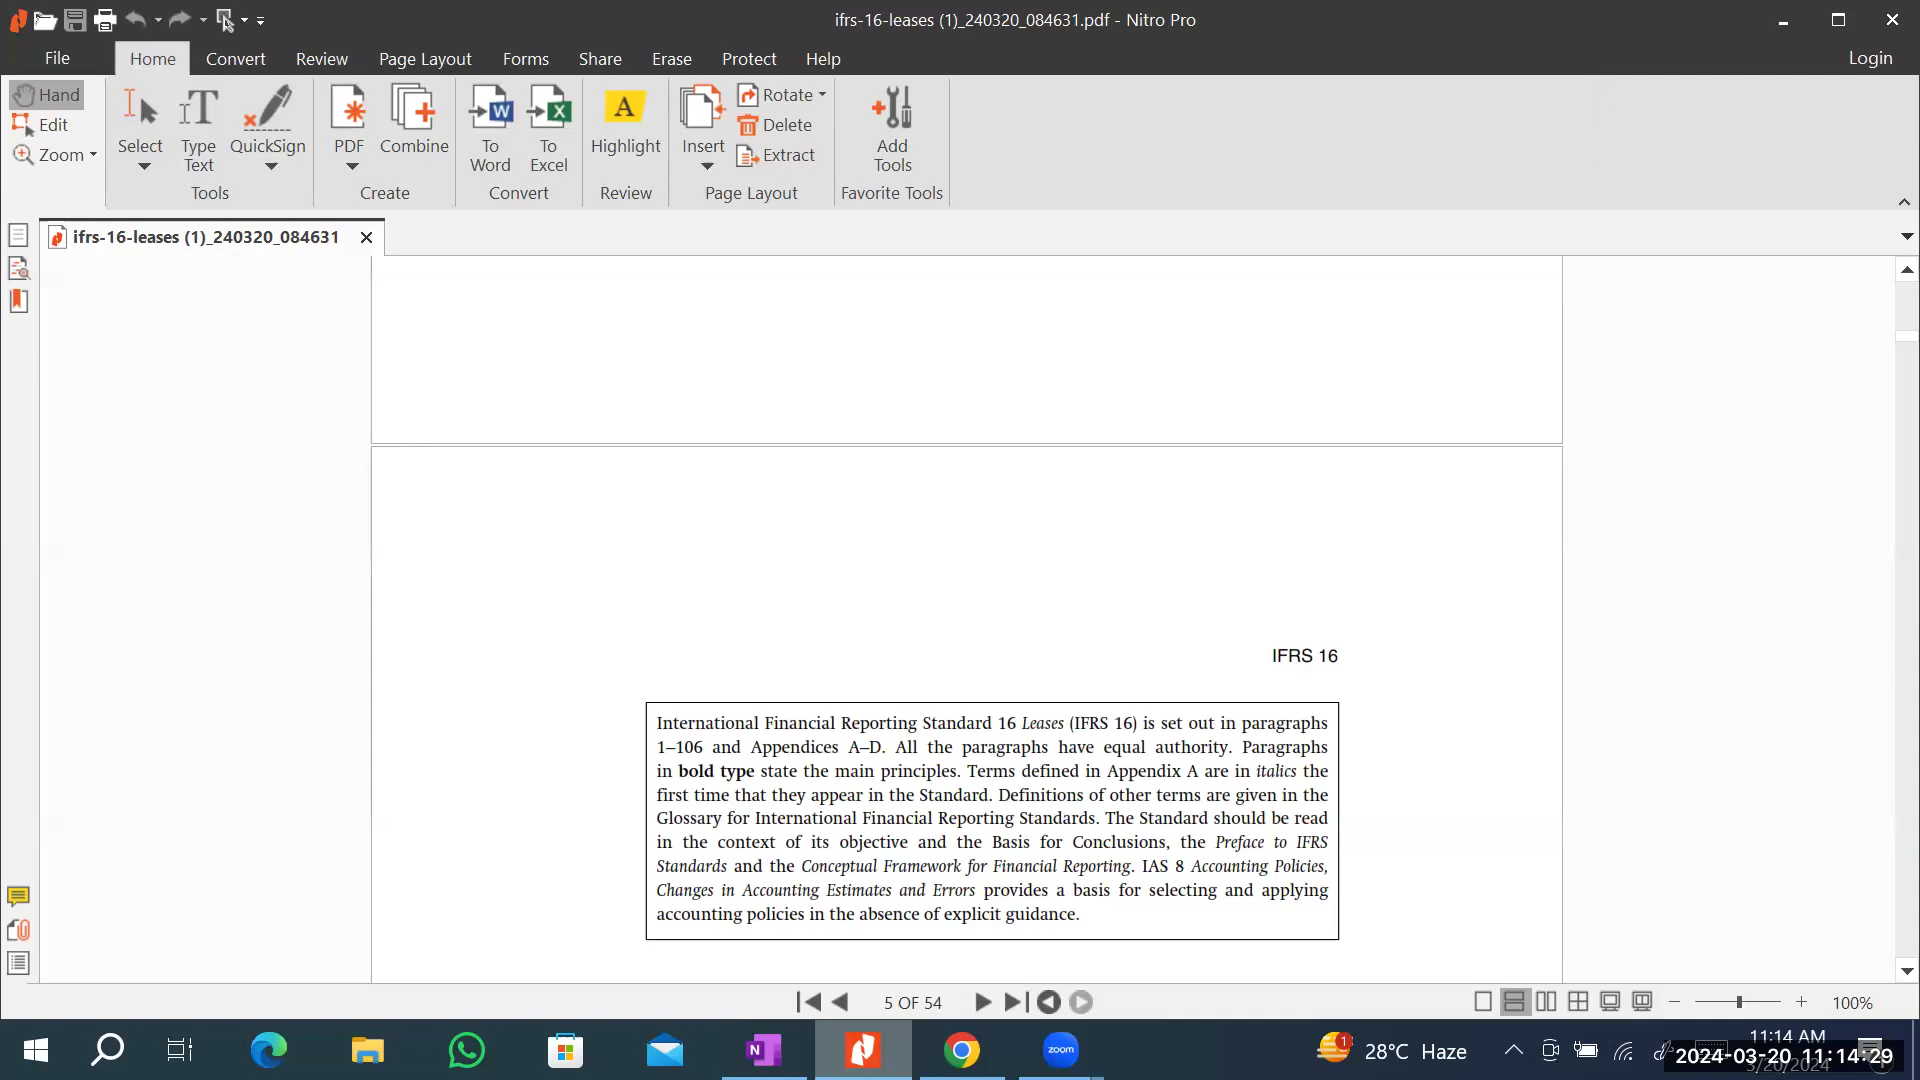 ifrs-16-leases (1)_240320_084631.pdf - Nitro Pro
File Home Convert Review Page Layout Forms Share Erase Protect Help Login
Hand
Edit
Zoom
Select
Type Text
QuickSign
Tools
PDF
Combine
Create
To Word
To Excel
Convert
A
Highlight
Review
Insert
Rotate
Delete
Extract
Page Layout
Add Tools
Favorite Tools
ifrs-16-leases (1)_240320_084631
IFRS 16
International Financial Reporting Standard 16 Leases (IFRS 16) is set out in paragraphs
1–106 and Appendices A–D. All the paragraphs have equal authority. Paragraphs
in bold type state the main principles. Terms defined in Appendix A are in italics the
first time that they appear in the Standard. Definitions of other terms are given in the
Glossary for International Financial Reporting Standards. The Standard should be read
in the context of its objective and the Basis for Conclusions, the Preface to IFRS
Standards and the Conceptual Framework for Financial Reporting. IAS 8 Accounting Policies,
Changes in Accounting Estimates and Errors provides a basis for selecting and applying
accounting policies in the absence of explicit guidance.
5 OF 54
100%
zoom
1
28°C Haze
11:14 AM
3/20/2024
2024-03-20 11:14:29